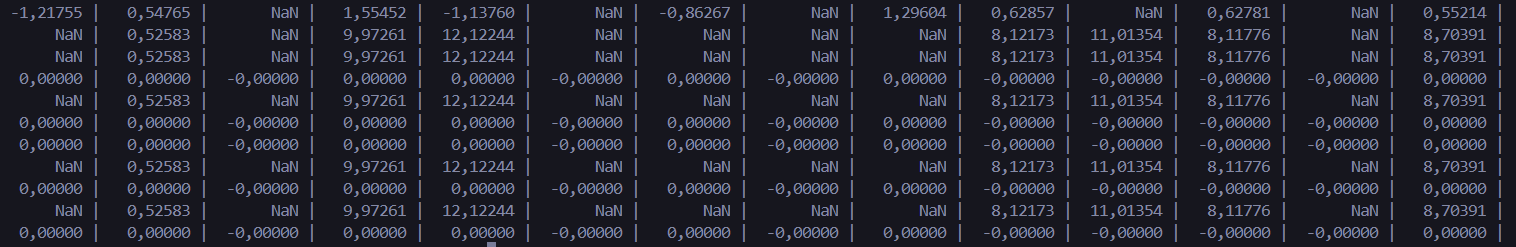 -1,21755 | 0,54765 | NaN | 1,55452 | -1,13760 | NaN | -0,86267 | NaN | 1,29604 | 0,62857 | NaN | 0,62781 | NaN | 0,55214 |
NaN | 0,52583 | NaN | 9,97261 | 12,12244 | NaN | NaN | NaN | NaN | 8,12173 | 11,01354 | 8,11776 | NaN | 8,70391 |
NaN | 0,52583 | NaN | 9,97261 | 12,12244 | NaN | NaN | NaN | NaN | 8,12173 | 11,01354 | 8,11776 | NaN | 8,70391 |
0,00000 | 0,00000 | -0,00000 | 0,00000 | 0,00000 | -0,00000 | 0,00000 | -0,00000 | 0,00000 | -0,00000 | -0,00000 | -0,00000 | -0,00000 | 0,00000 |
NaN | 0,52583 | NaN | 9,97261 | 12,12244 | NaN | NaN | NaN | NaN | 8,12173 | 11,01354 | 8,11776 | NaN | 8,70391 |
0,00000 | 0,00000 | -0,00000 | 0,00000 | 0,00000 | -0,00000 | 0,00000 | -0,00000 | 0,00000 | -0,00000 | -0,00000 | -0,00000 | -0,00000 | 0,00000 |
0,00000 | 0,00000 | -0,00000 | 0,00000 | 0,00000 | -0,00000 | 0,00000 | -0,00000 | 0,00000 | -0,00000 | -0,00000 | -0,00000 | -0,00000 | 0,00000 |
NaN | 0,52583 | NaN | 9,97261 | 12,12244 | NaN | NaN | NaN | NaN | 8,12173 | 11,01354 | 8,11776 | NaN | 8,70391 |
0,00000 | 0,00000 | -0,00000 | 0,00000 | 0,00000 | -0,00000 | 0,00000 | -0,00000 | 0,00000 | -0,00000 | -0,00000 | -0,00000 | -0,00000 | 0,00000 |
NaN | 0,52583 | NaN | 9,97261 | 12,12244 | NaN | NaN | NaN | NaN | 8,12173 | 11,01354 | 8,11776 | NaN | 8,70391 |
0,00000 | 0,00000 | -0,00000 | 0,00000 | 0,00000 | -0,00000 | 0,00000 | -0,00000 | 0,00000 | -0,00000 | -0,00000 | -0,00000 | -0,00000 | 0,00000 |